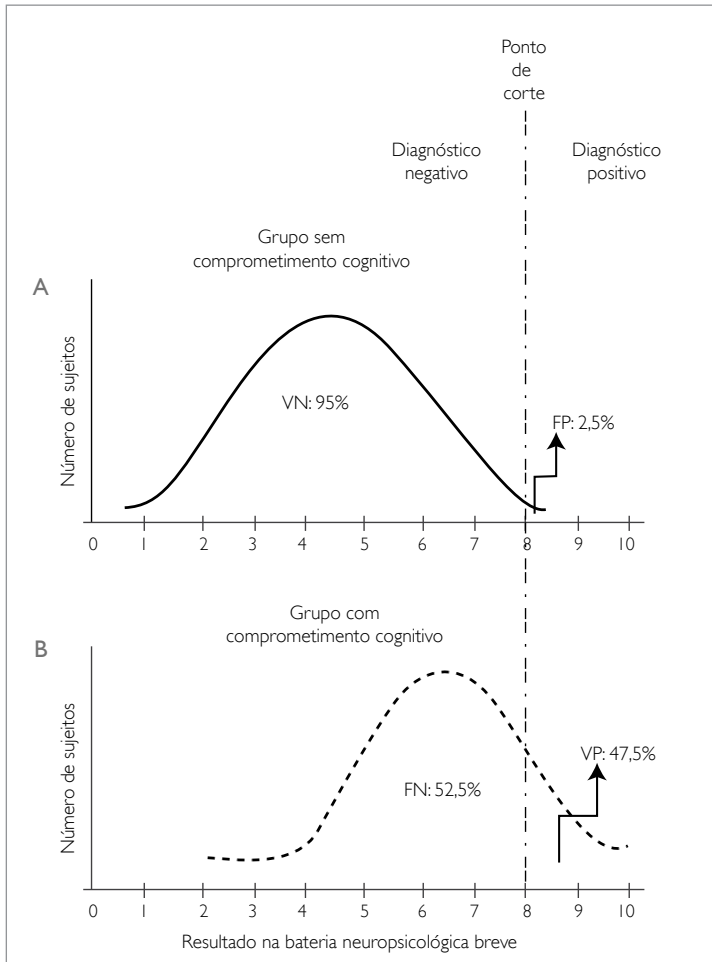 Ponto
de
corte
Diagnóstico
negativo
Diagnóstico
positivo
Grupo sem
comprometimento cognitivo
A
Número de sujeitos
VN: 95%
FP: 2,5%
0 1 2 3 4 5 6 7 8 9 10
Grupo com
comprometimento cognitivo
B
Número de sujeitos
FN: 52,5%
VP: 47,5%
0 1 2 3 4 5 6 7 8 9 10
Resultado na bateria neuropsicológica breve